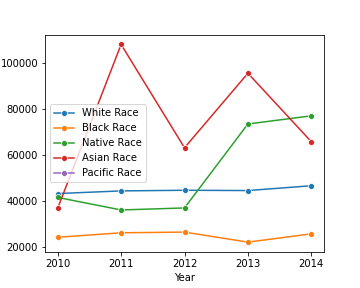 100000
80000
60000
40000
20000
White Race
Black Race
Native Race
Asian Race
Pacific Race
2010 2011 2012 2013 2014
Year